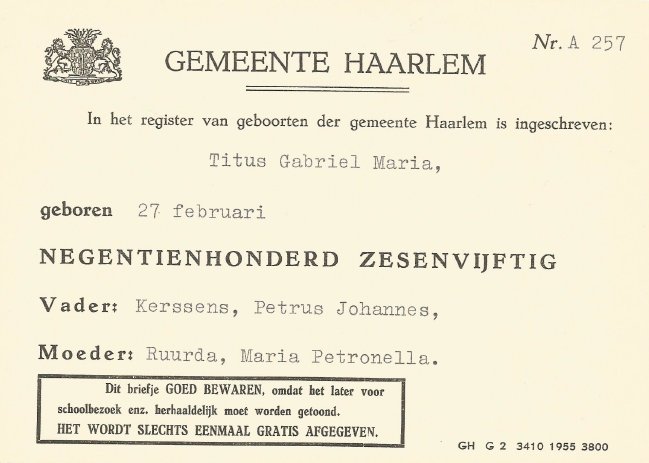 Nr. A 257
GEMEENTE HAARLEM
In het register van geboorten der gemeente Haarlem is ingeschreven:
Titus Gabriel Maria,
geboren 27 februari
NEGENTIENHONDERD ZESENVIJFTIG
Vader: Kerssens, Petrus Johannes,
Moeder: Ruurda, Maria Petronella.
Dit briefje GOED BEWAREN, omdat het later voor
schoolbezoek enz. herhaaldelijk moet worden getoond.
HET WORDT SLECHTS EENMAAL GRATIS AFGEGEVEN.
GH G 2 3410 1955 3800